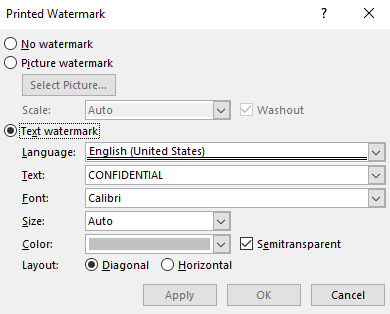 Printed Watermark ? ×
No watermark
Picture watermark
Select Picture...
Scale: Auto Washout
Text watermark
Language: English (United States)
Text: CONFIDENTIAL
Font: Calibri
Size: Auto
Color: Semitransparent
Layout: Diagonal Horizontal
Apply OK Cancel